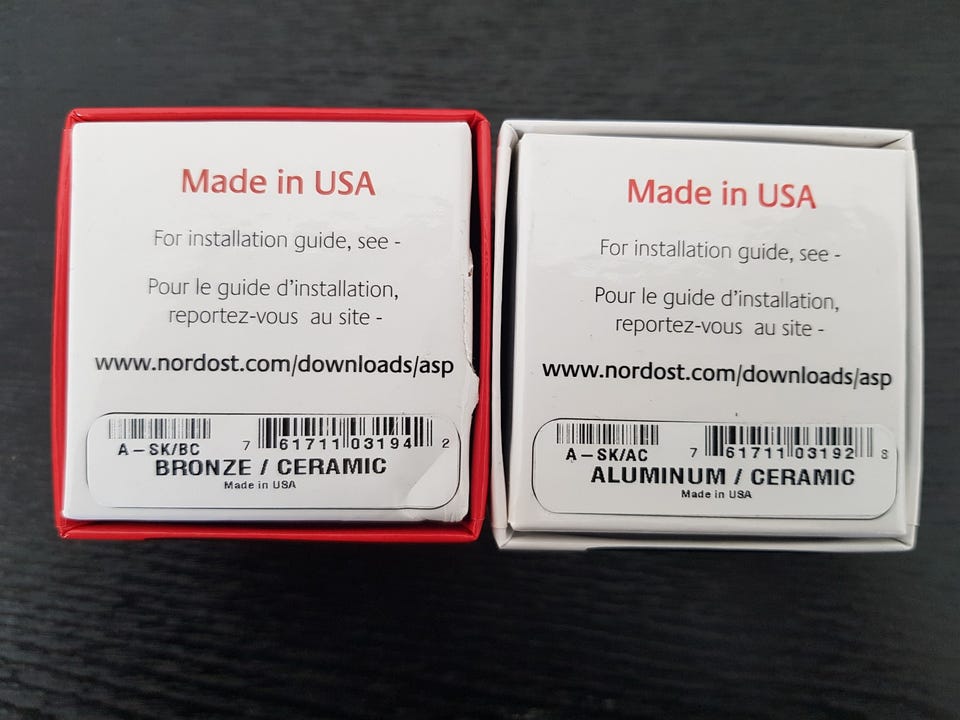 Made in USA
For installation guide, see -
Pour le guide d'installation,
reportez-vous au site -
www.nordost.com/downloads/asp
A – SK/BC
7 61711 03194 2
BRONZE / CERAMIC
Made in USA
Made in USA
For installation guide, see -
Pour le guide d'installation,
reportez-vous au site -
www.nordost.com/downloads/asp
A – SK/AC
7 61711 03192 8
ALUMINUM / CERAMIC
Made in USA